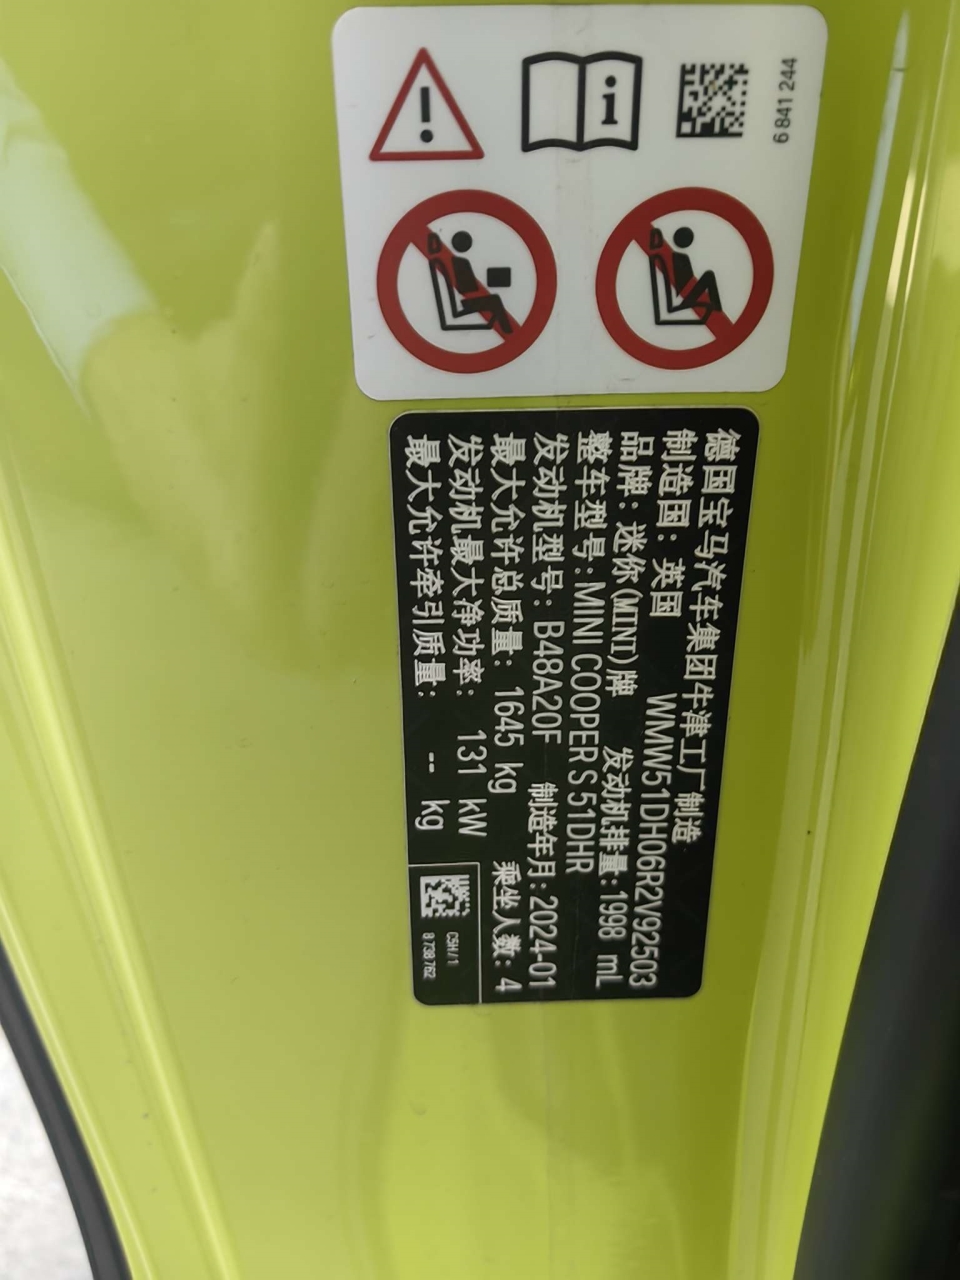 6 841 244
德国宝马汽车集团牛津工厂制造
制造国：英国 WMW51DH06R2V92503
品牌：迷你(MINI)牌 发动机排量：1998 mL
整车型号：MINI COOPER S 51DHR
发动机型号：B48A20F 制造年月：2024-01
最大允许总质量：1645 kg 乘坐人数：4
发动机最大净功率：131 kW
最大允许牵引质量：-- kg
C5H/1
8 738 762